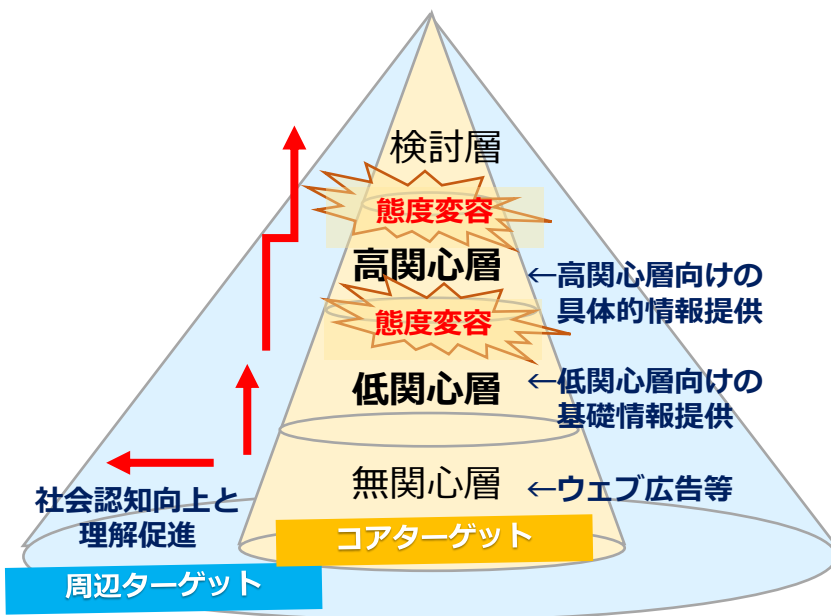 検討層
態度変容
高関心層
←高関心層向けの
具体的情報提供
態度変容
低関心層
←低関心層向けの
基礎情報提供
無関心層
←ウェブ広告等
社会認知向上と
理解促進
コアターゲット
周辺ターゲット